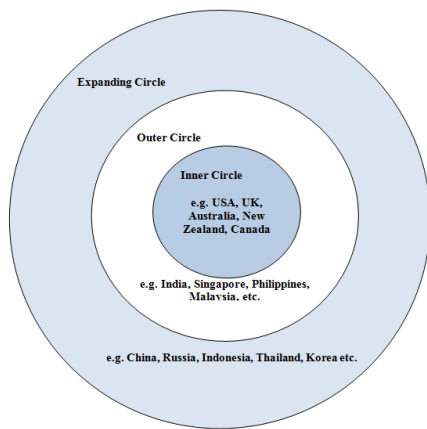 Expanding Circle
Outer Circle
Inner Circle
e.g. USA, UK,
Australia, New
Zealand, Canada
e.g. India, Singapore, Philippines,
Malaysia, etc.
e.g. China, Russia, Indonesia, Thailand, Korea etc.